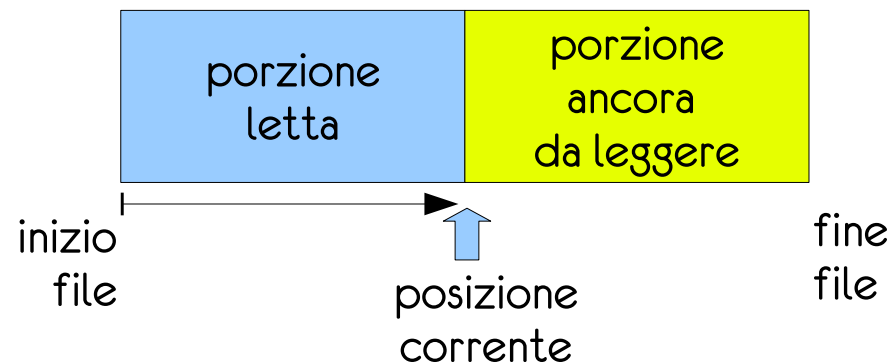 porzione
letta
porzione
ancora
da leggere
inizio
file
posizione
corrente
fine
file